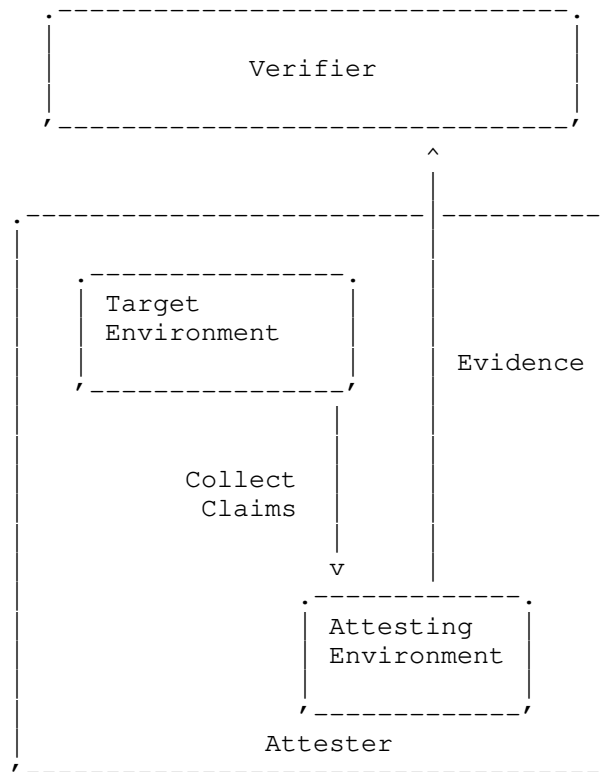 Verifier
Target
Environment
Evidence
Collect
Claims
Attesting
Environment
Attester